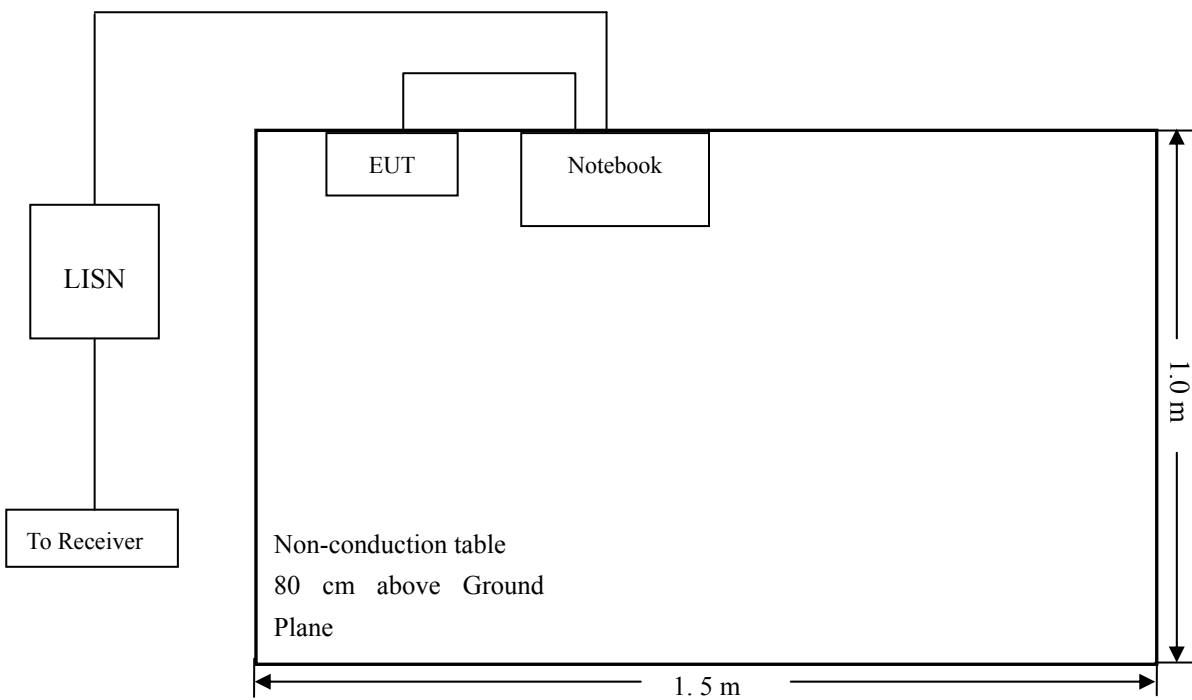 EUT
Notebook
LISN
To Receiver
Non-conduction table
80 cm above Ground
Plane
1.0 m
1. 5 m